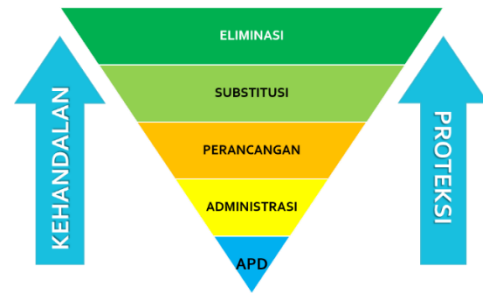 ELIMINASI
SUBSTITUSI
PERANCANGAN
ADMINISTRASI
APD
KEHANDALAN
PROTEKSI